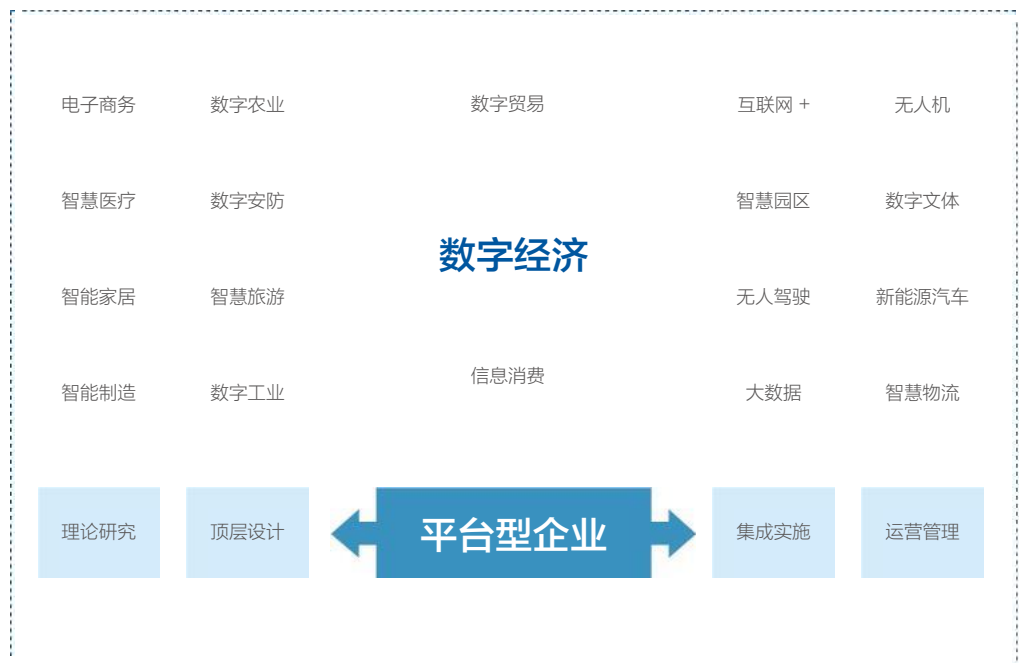 电子商务 数字农业 数字贸易 互联网 + 无人机
智慧医疗 数字安防 智慧园区 数字文体
数字经济
智能家居 智慧旅游 无人驾驶 新能源汽车
信息消费
智能制造 数字工业 大数据 智慧物流
理论研究 顶层设计 平台型企业 集成实施 运营管理